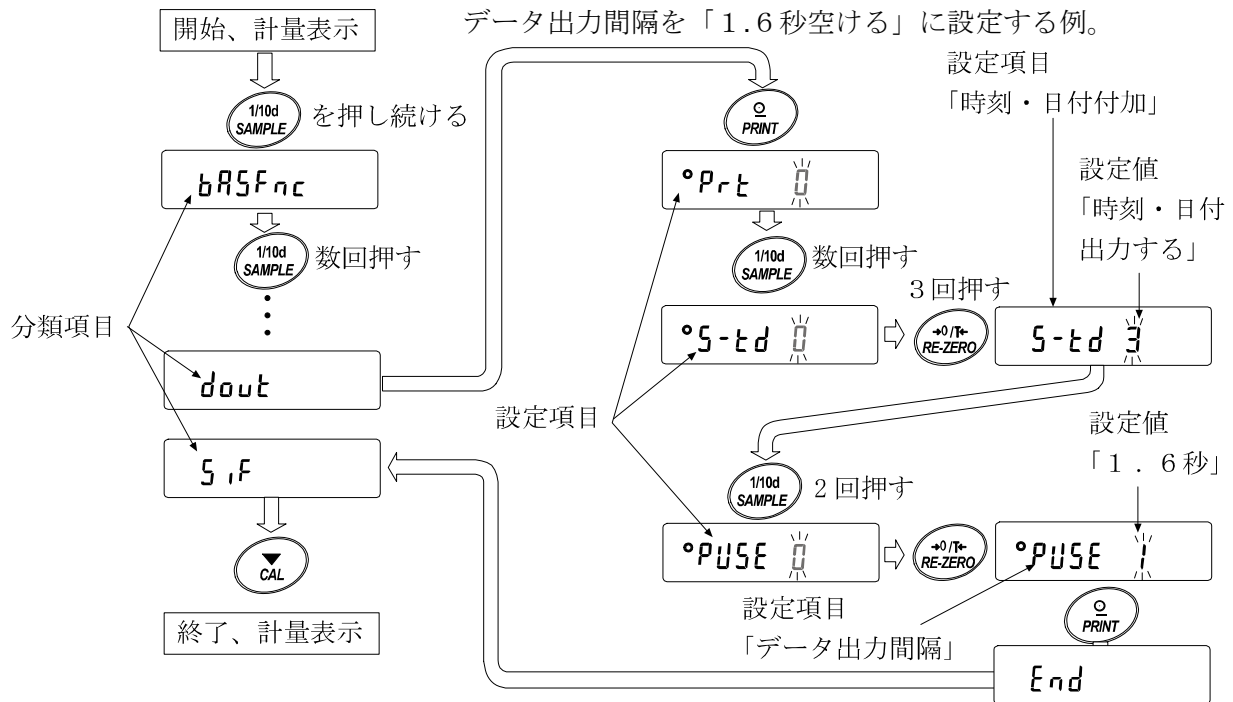 データ出力間隔を「1.6秒空ける」に設定する例。
開始、計量表示
1/10d
SAMPLE
を押し続ける
bASFnc
1/10d
SAMPLE
数回押す
分類項目
dout
SiF
CAL
終了、計量表示
PRINT
Prt 0
1/10d
SAMPLE
数回押す
S-td 0
3回押す
→0/T←
RE-ZERO
設定項目
「時刻・日付付加」
設定値
「時刻・日付
出力する」
S-td 3
設定項目
1/10d
SAMPLE
2回押す
PUSE 0
→0/T←
RE-ZERO
設定値
「1.6秒」
PUSE 1
設定項目
「データ出力間隔」
PRINT
End